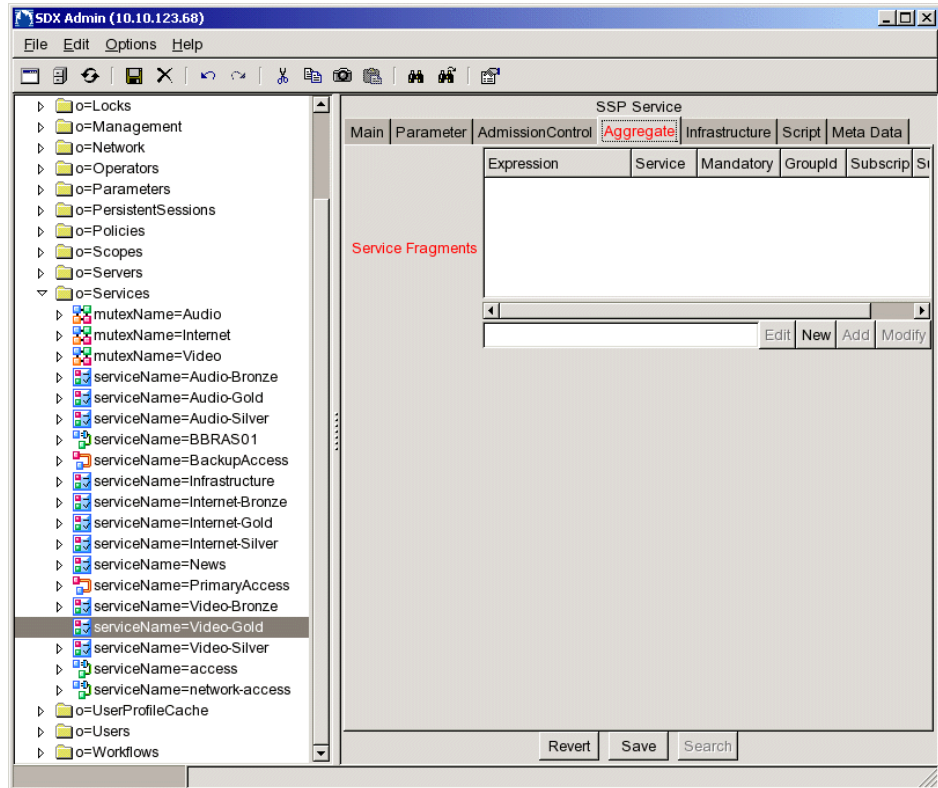 SDX Admin (10.10.123.68)
File Edit Options Help
o=Locks
o=Management
o=Network
o=Operators
o=Parameters
o=PersistentSessions
o=Policies
o=Scopes
o=Servers
o=Services
mutexName=Audio
mutexName=Internet
mutexName=Video
serviceName=Audio-Bronze
serviceName=Audio-Gold
serviceName=Audio-Silver
serviceName=BBRAS01
serviceName=BackupAccess
serviceName=Infrastructure
serviceName=Internet-Bronze
serviceName=Internet-Gold
serviceName=Internet-Silver
serviceName=News
serviceName=PrimaryAccess
serviceName=Video-Bronze
serviceName=Video-Gold
serviceName=Video-Silver
serviceName=access
serviceName=network-access
o=UserProfileCache
o=Users
o=Workflows
SSP Service
Main Parameter AdmissionControl Aggregate Infrastructure Script Meta Data
Expression Service Mandatory GroupId Subscrip Su
Service Fragments
Edit New Add Modify
Revert Save Search